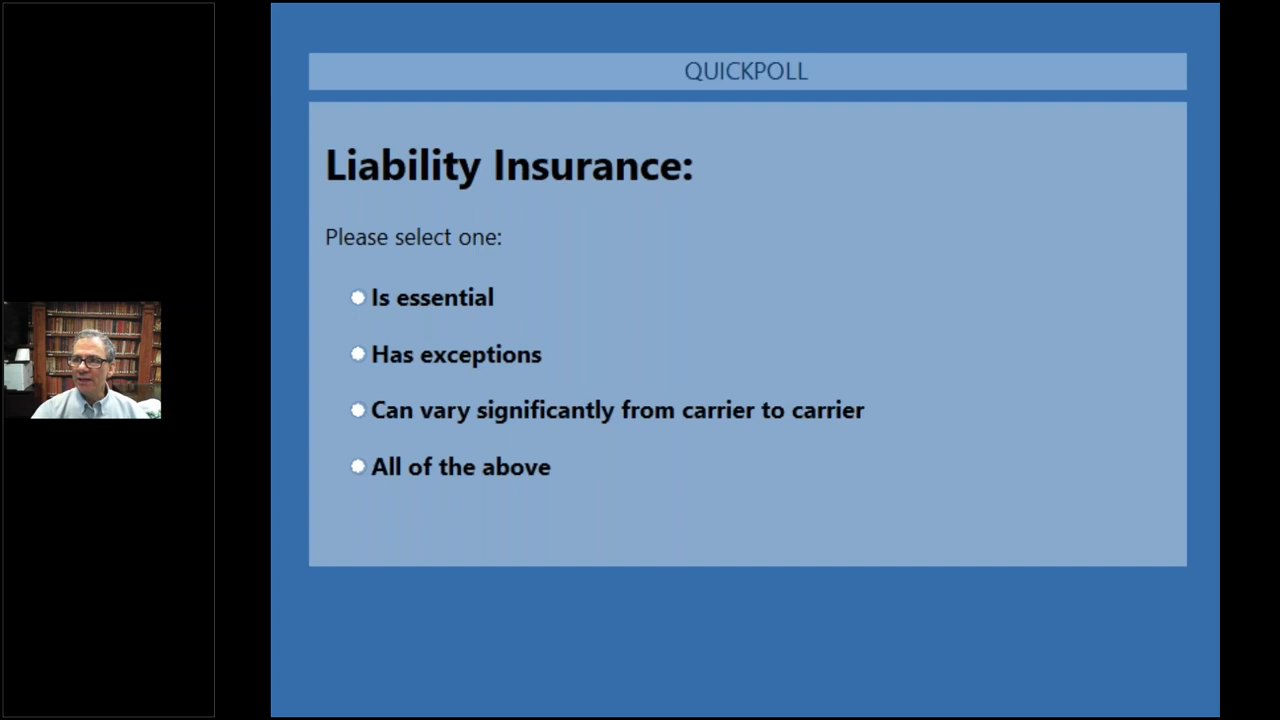 QUICKPOLL
Liability Insurance:
Please select one:
Is essential
Has exceptions
Can vary significantly from carrier to carrier
All of the above